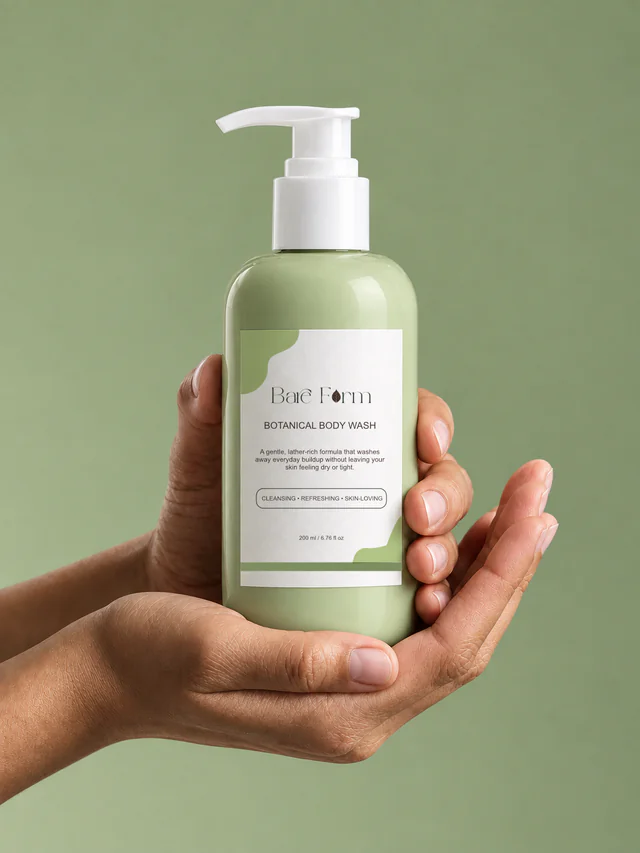 Bare Form
BOTANICAL BODY WASH
A gentle, lather-rich formula that washes
away everyday buildup without leaving your
skin feeling dry or tight.
CLEANSING • REFRESHING • SKIN-LOVING
200 ml / 6.76 fl oz